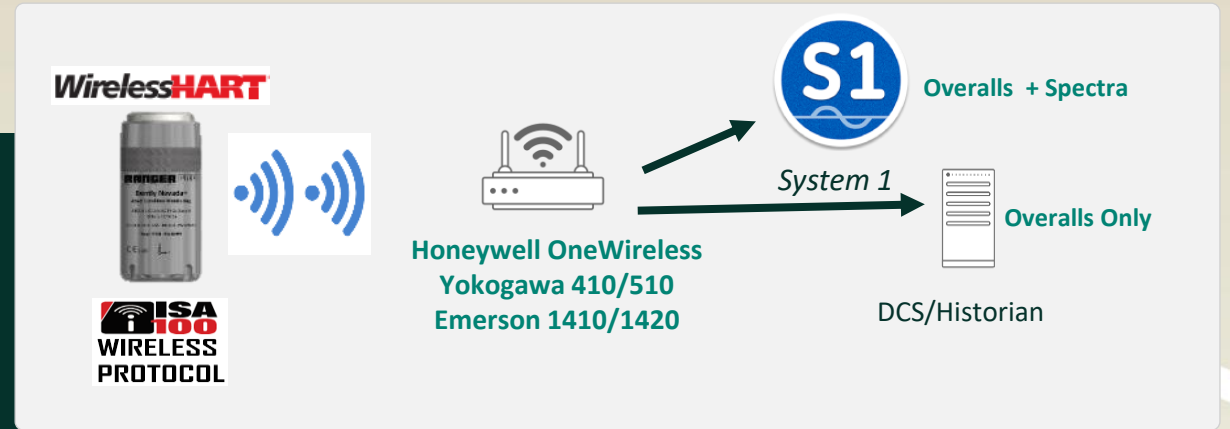 WirelessHART
RANGER PRO
Bently Nevada
ISA
100
WIRELESS
PROTOCOL
Honeywell OneWireless
Yokogawa 410/510
Emerson 1410/1420
S1
Overalls + Spectra
System 1
Overalls Only
DCS/Historian